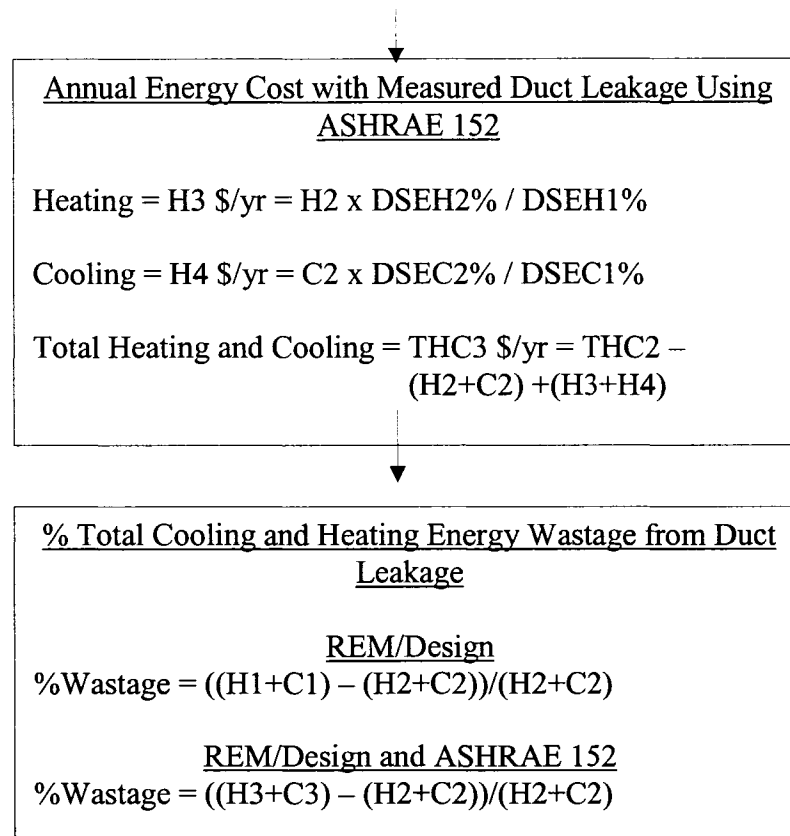 Annual Energy Cost with Measured Duct Leakage Using
ASHRAE 152
Heating = H3 $/yr = H2 x DSEH2% / DSEH1%
Cooling = H4 $/yr = C2 x DSEC2% / DSEC1%
Total Heating and Cooling = THC3 $/yr = THC2 –
(H2+C2) +(H3+H4)
% Total Cooling and Heating Energy Wastage from Duct
Leakage
REM/Design
%Wastage = ((H1+C1) – (H2+C2))/(H2+C2)
REM/Design and ASHRAE 152
%Wastage = ((H3+C3) – (H2+C2))/(H2+C2)